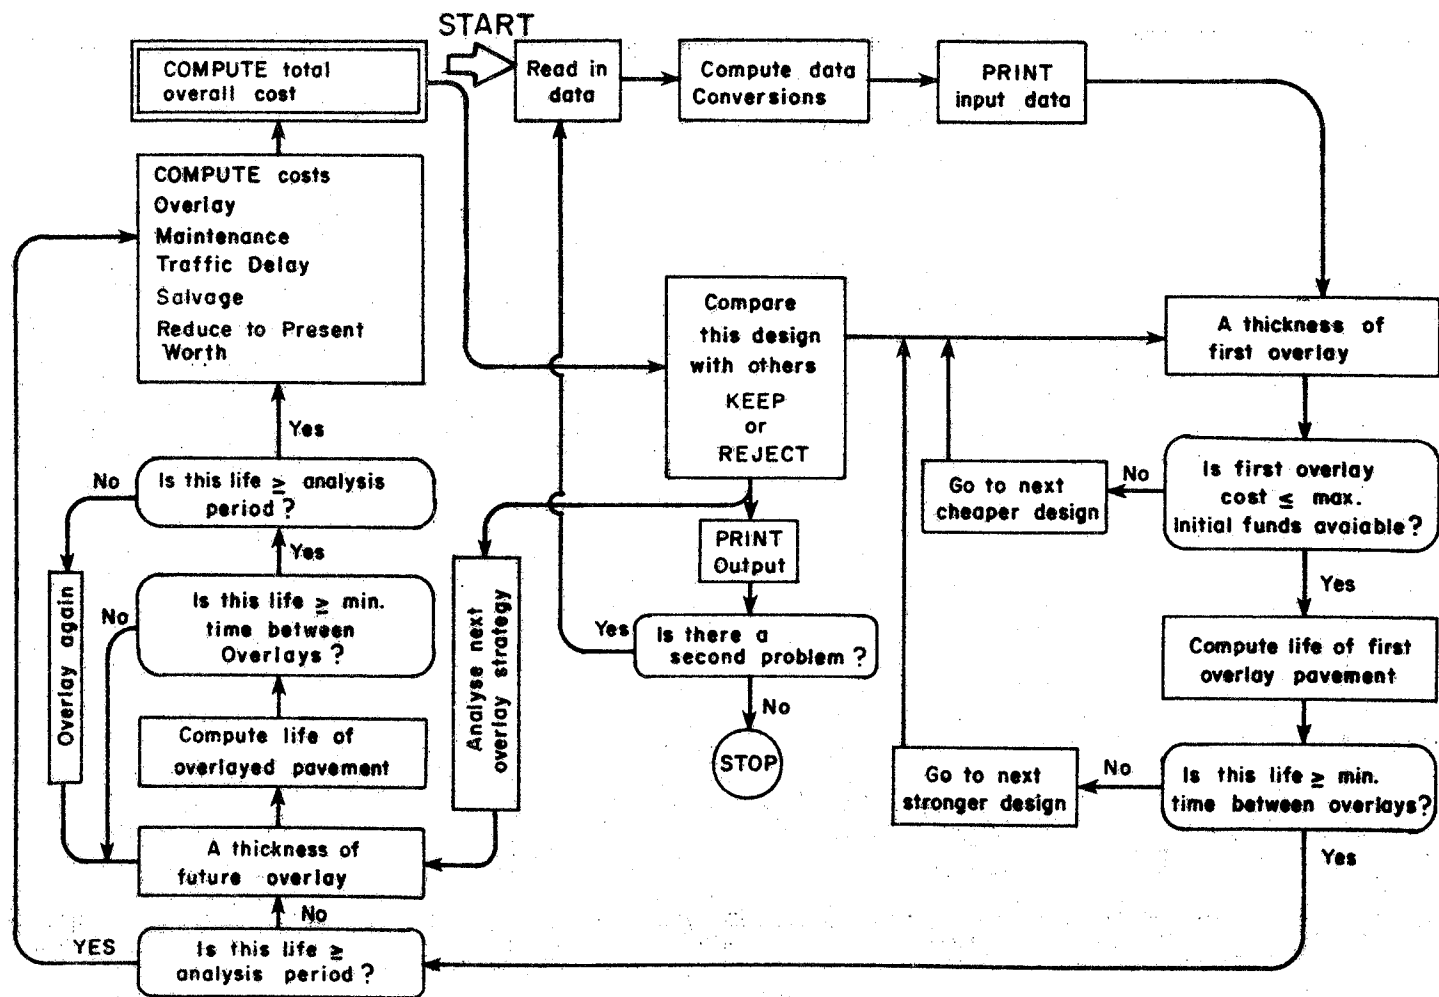 START
COMPUTE total
overall cost
Read in
data
Compute data
Conversions
PRINT
input data
COMPUTE costs
Overlay
Maintenance
Traffic Delay
Salvage
Reduce to Present
Worth
Compare
this design
with others
KEEP
or
REJECT
A thickness of
first overlay
Yes
No
Is this life ≥ analysis
period?
Go to next
cheaper design
No
Is first overlay
cost ≤ max.
Initial funds avaiable?
PRINT
Output
Yes
Yes
Overlay again
No
Is this life ≥ min.
time between
Overlays?
Analyse next
overlay strategy
Yes
Is there a
second problem?
Compute life of first
overlay pavement
No
STOP
Compute life of
overlayed pavement
Go to next
stronger design
No
Is this life ≥ min.
time between overlays?
A thickness of
future overlay
Yes
No
YES
Is this life ≥
analysis period?